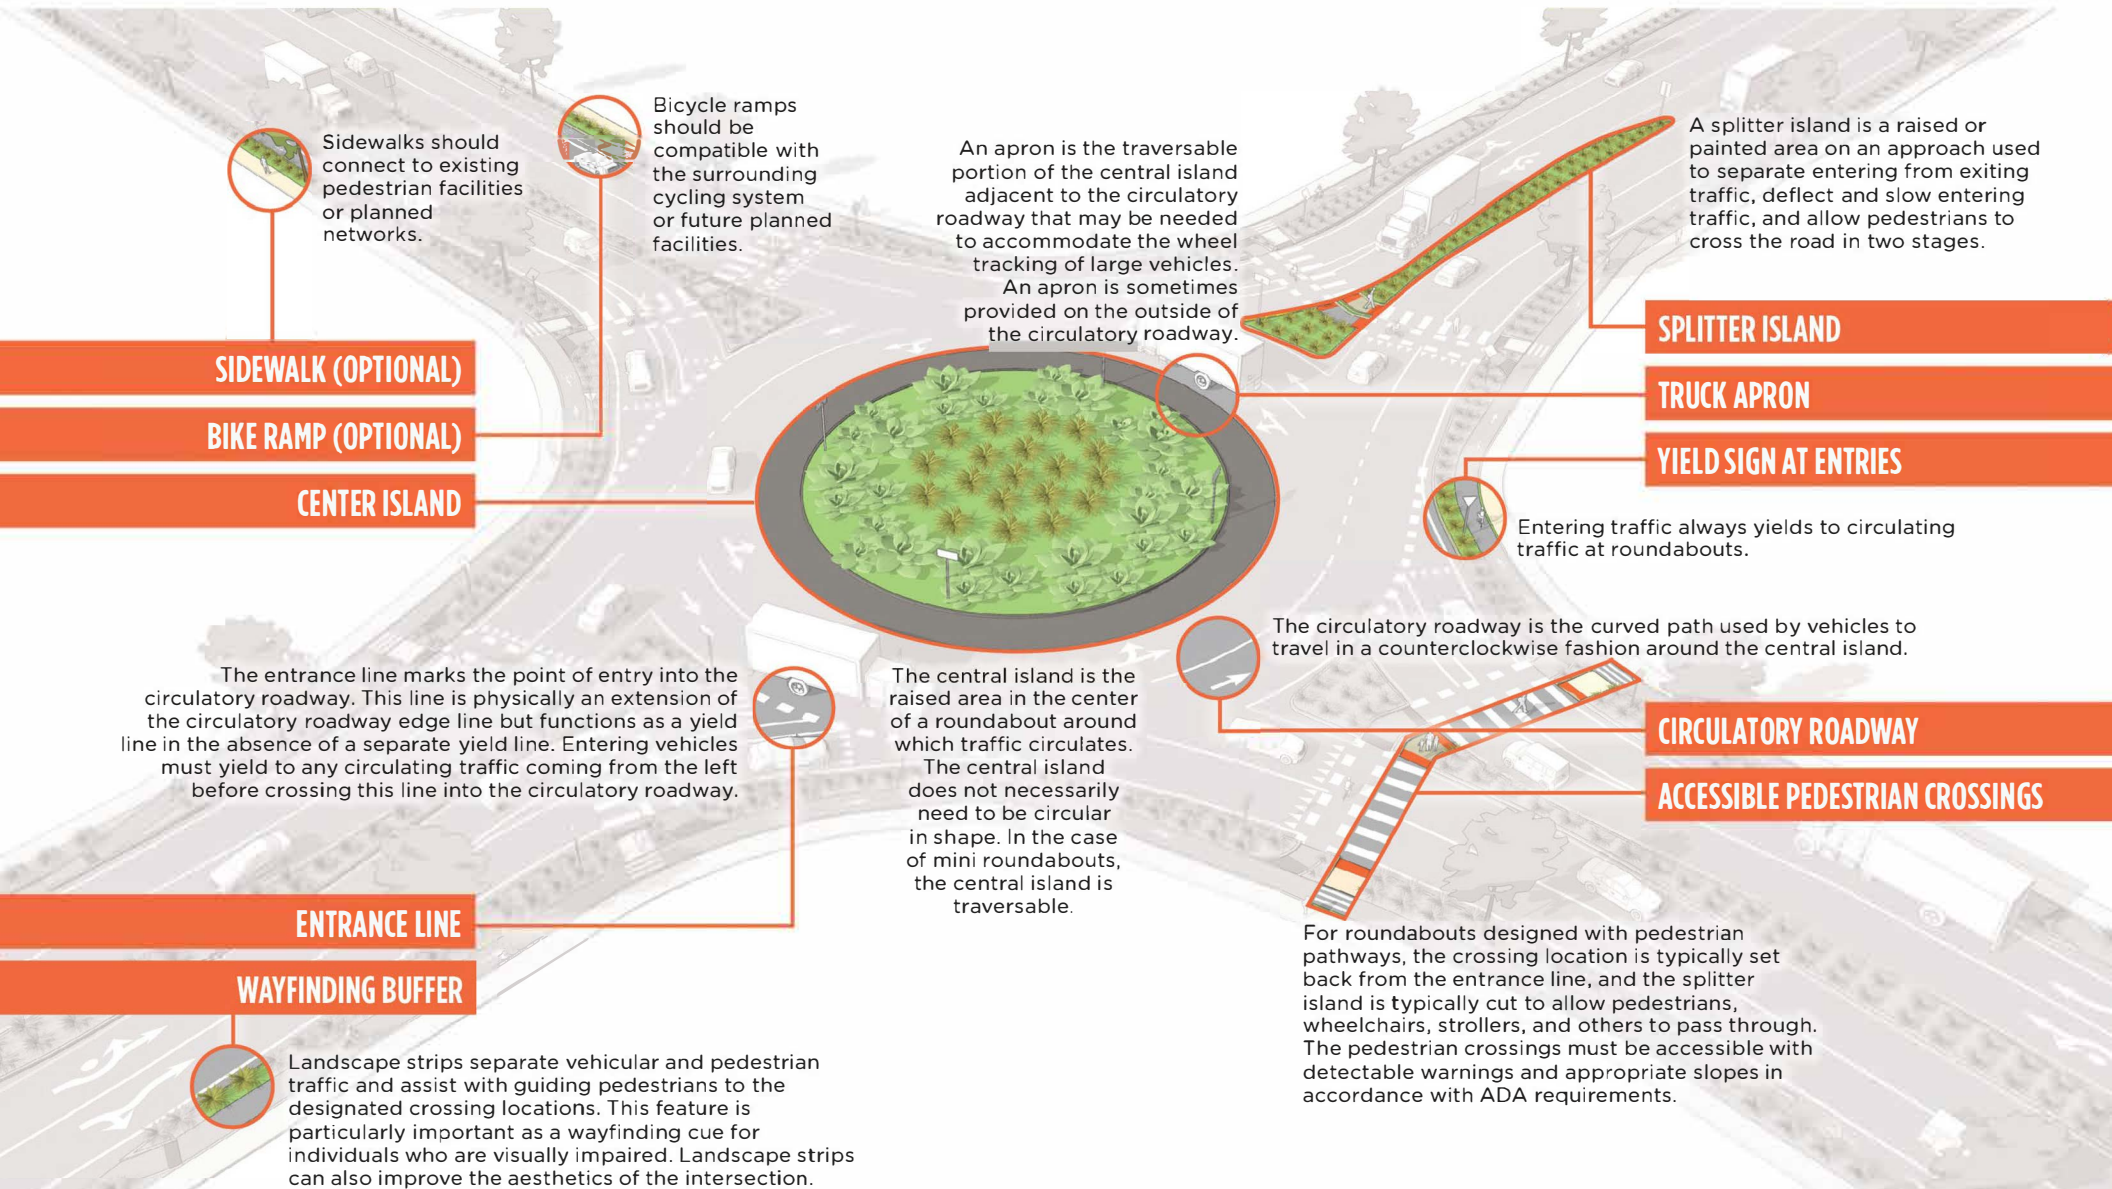 Sidewalks should
connect to existing
pedestrian facilities
or planned
networks.
Bicycle ramps
should be
compatible with
the surrounding
cycling system
or future planned
facilities.
An apron is the traversable
portion of the central island
adjacent to the circulatory
roadway that may be needed
to accommodate the wheel
tracking of large vehicles.
An apron is sometimes
provided on the outside of
the circulatory roadway.
A splitter island is a raised or
painted area on an approach used
to separate entering from exiting
traffic, deflect and slow entering
traffic, and allow pedestrians to
cross the road in two stages.
SIDEWALK (OPTIONAL)
BIKE RAMP (OPTIONAL)
CENTER ISLAND
SPLITTER ISLAND
TRUCK APRON
YIELD SIGN AT ENTRIES
Entering traffic always yields to circulating
traffic at roundabouts.
The circulatory roadway is the curved path used by vehicles to
travel in a counterclockwise fashion around the central island.
The entrance line marks the point of entry into the
circulatory roadway. This line is physically an extension of
the circulatory roadway edge line but functions as a yield
line in the absence of a separate yield line. Entering vehicles
must yield to any circulating traffic coming from the left
before crossing this line into the circulatory roadway.
The central island is the
raised area in the center
of a roundabout around
which traffic circulates.
The central island
does not necessarily
need to be circular
in shape. In the case
of mini roundabouts,
the central island is
traversable.
CIRCULATORY ROADWAY
ACCESSIBLE PEDESTRIAN CROSSINGS
ENTRANCE LINE
WAYFINDING BUFFER
For roundabouts designed with pedestrian
pathways, the crossing location is typically set
back from the entrance line, and the splitter
island is typically cut to allow pedestrians,
wheelchairs, strollers, and others to pass through.
The pedestrian crossings must be accessible with
detectable warnings and appropriate slopes in
accordance with ADA requirements.
Landscape strips separate vehicular and pedestrian
traffic and assist with guiding pedestrians to the
designated crossing locations. This feature is
particularly important as a wayfinding cue for
individuals who are visually impaired. Landscape strips
can also improve the aesthetics of the intersection.